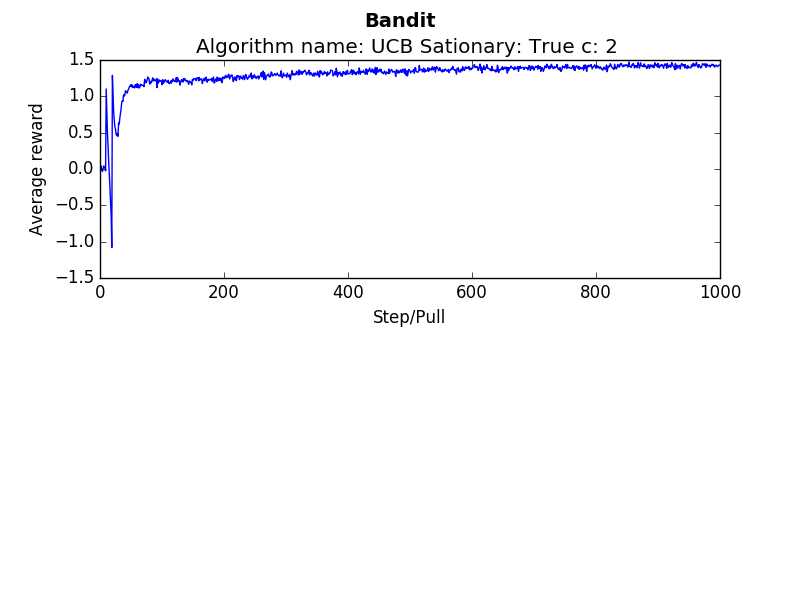 Bandit
Algorithm name: UCB Sationary: True c: 2
1.5
1.0
0.5
0.0
−0.5
−1.0
−1.5
Average reward
0 200 400 600 800 1000
Step/Pull